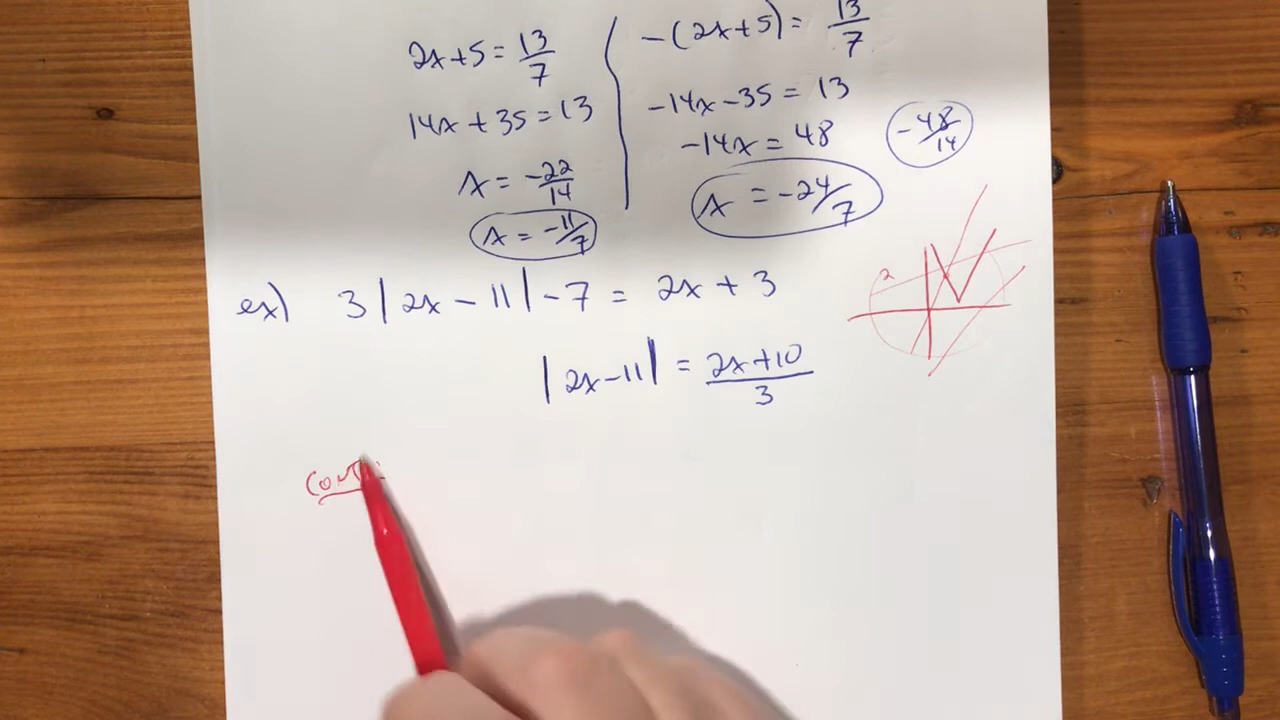 2x+5 = 13/7
-(2x+5) = 13/7
14x + 35 = 13
-14x - 35 = 13
-14x = 48
-48/14
x = -22/14
x = -24/7
x = -11/7
ex) 3|2x - 11| - 7 = 2x + 3
2
|2x-11| = 2x+10/3